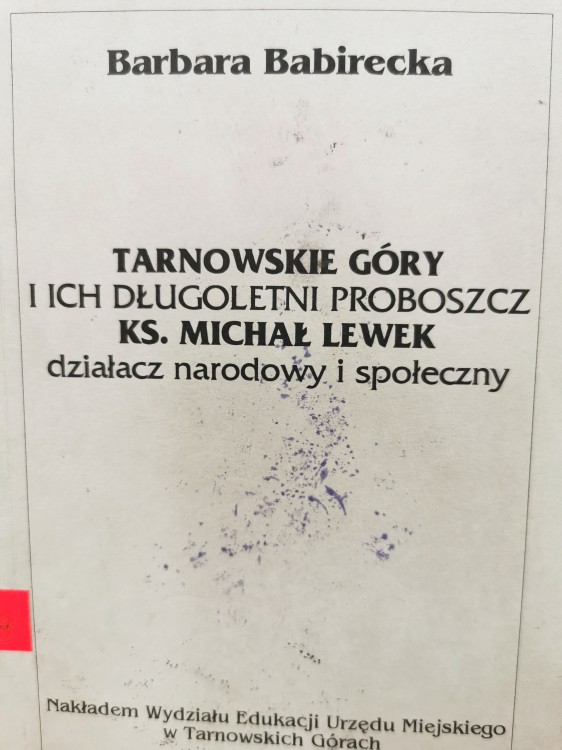 Barbara Babirecka
TARNOWSKIE GÓRY
I ICH DŁUGOLETNI PROBOSZCZ
KS. MICHAŁ LEWEK
działacz narodowy i społeczny
Nakładem Wydziału Edukacji Urzędu Miejskiego
w Tarnowskich Górach